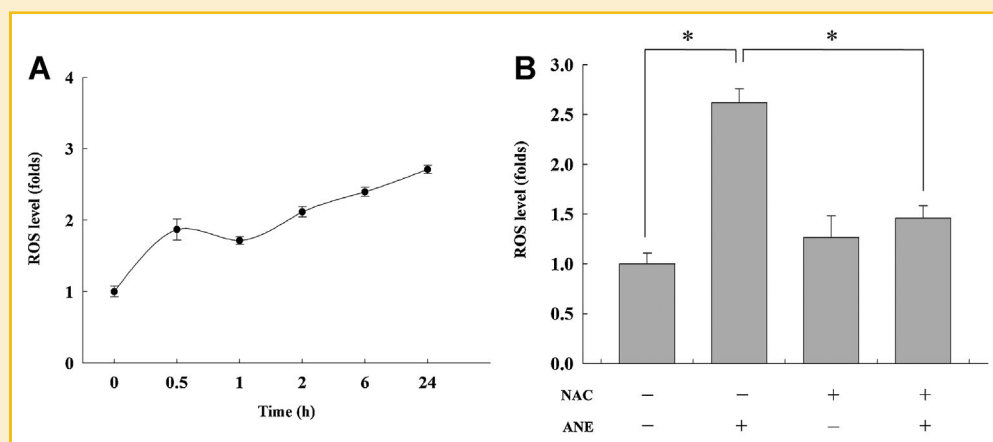 A
ROS level (folds)
4
3
2
1
0
0 0.5 1 2 6 24
Time (h)
B
* *
ROS level (folds)
3.0
2.5
2.0
1.5
1.0
0.5
0.0
NAC − − + +
ANE − + − +